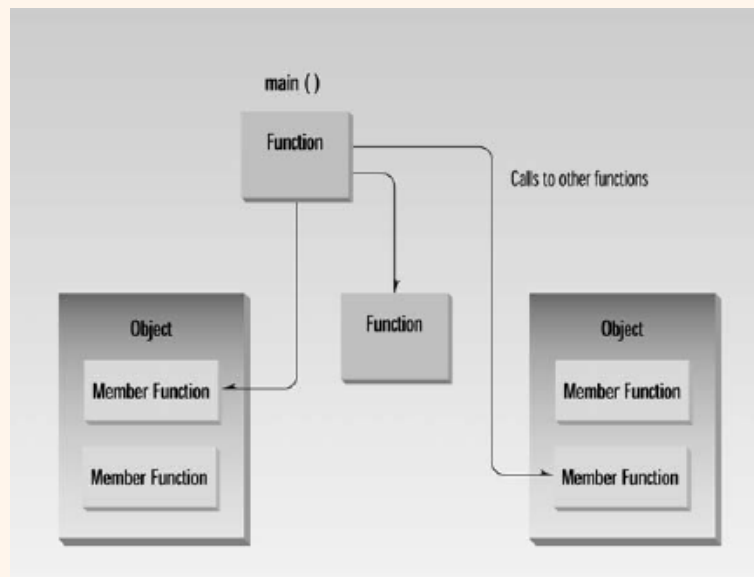 main ( )
Function
Calls to other functions
Function
Object
Member Function
Member Function
Object
Member Function
Member Function